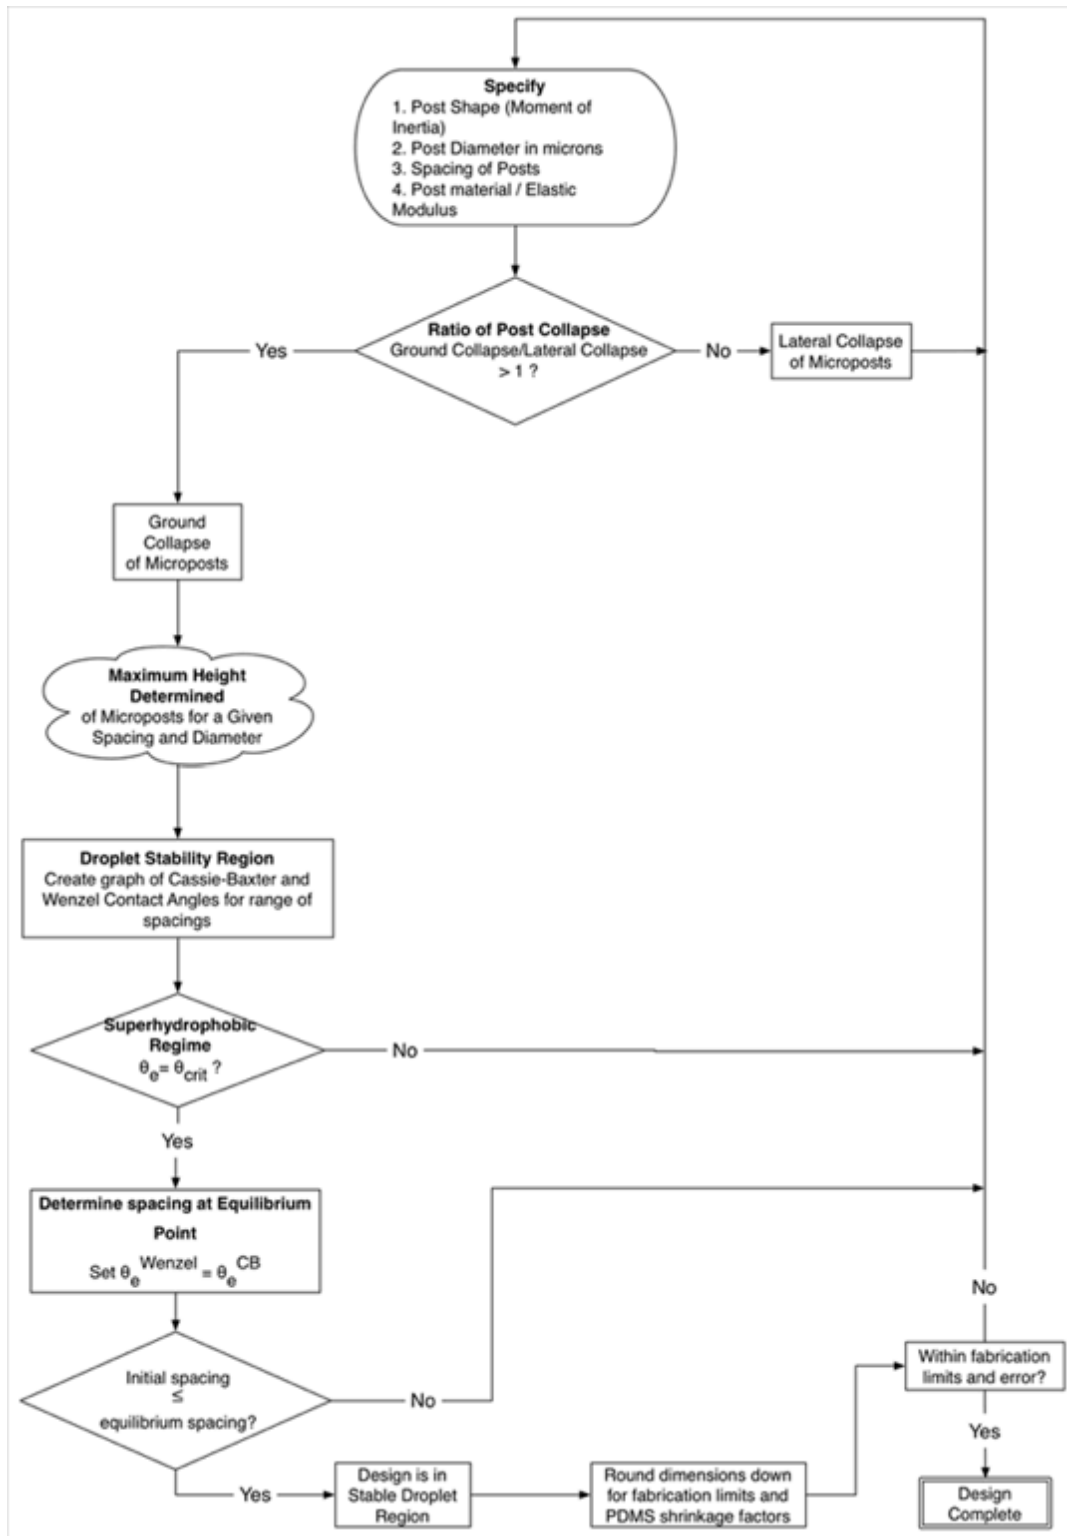 Specify
1. Post Shape (Moment of
Inertia)
2. Post Diameter in microns
3. Spacing of Posts
4. Post material / Elastic
Modulus
Ratio of Post Collapse
Ground Collapse/Lateral Collapse
> 1 ?
Yes
No
Lateral Collapse
of Microposts
Ground
Collapse
of Microposts
Maximum Height
Determined
of Microposts for a Given
Spacing and Diameter
Droplet Stability Region
Create graph of Cassie-Baxter and
Wenzel Contact Angles for range of
spacings
Superhydrophobic
Regime
θe = θcrit ?
No
Yes
Determine spacing at Equilibrium
Point
Set θe Wenzel = θe CB
Initial spacing
≤
equilibrium spacing?
No
Yes
Design is in
Stable Droplet
Region
Round dimensions down
for fabrication limits and
PDMS shrinkage factors
Within fabrication
limits and error?
No
Yes
Design
Complete